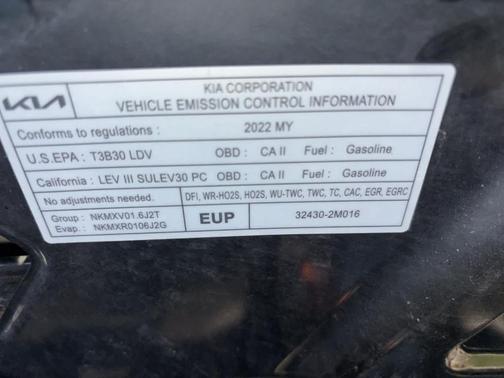 KIA
KIA CORPORATION
VEHICLE EMISSION CONTROL INFORMATION
Conforms to regulations: 2022 MY
U.S.EPA : T3B30 LDV OBD : CA II Fuel : Gasoline
California : LEV III SULEV30 PC OBD : CA II Fuel : Gasoline
No adjustments needed. DFI, WR-HO2S, HO2S, WU-TWC, TWC, TC, CAC, EGR, EGRC
Group : NKMXV01.6J2T
Evap. : NKMXR0106J2G
EUP 32430-2M016